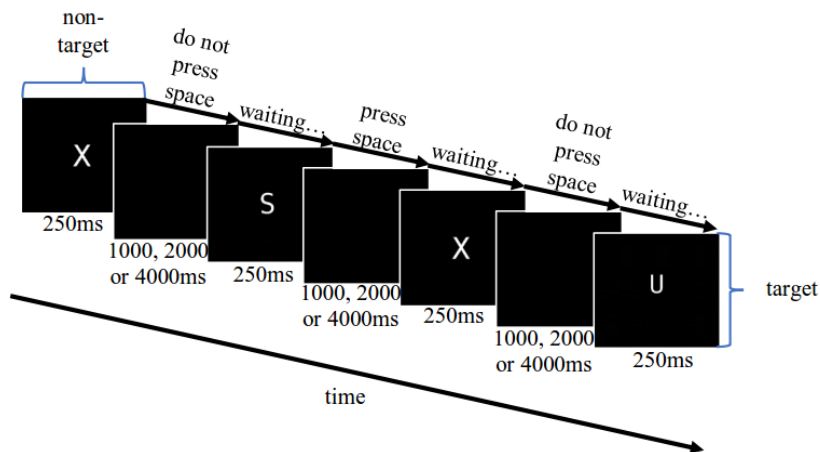 non-
target
do not
press
space
waiting…
press
space
waiting…
do not
press
space
waiting…
X
250ms
1000, 2000
or 4000ms
S
250ms
1000, 2000
or 4000ms
X
250ms
1000, 2000
or 4000ms
U
250ms
target
time